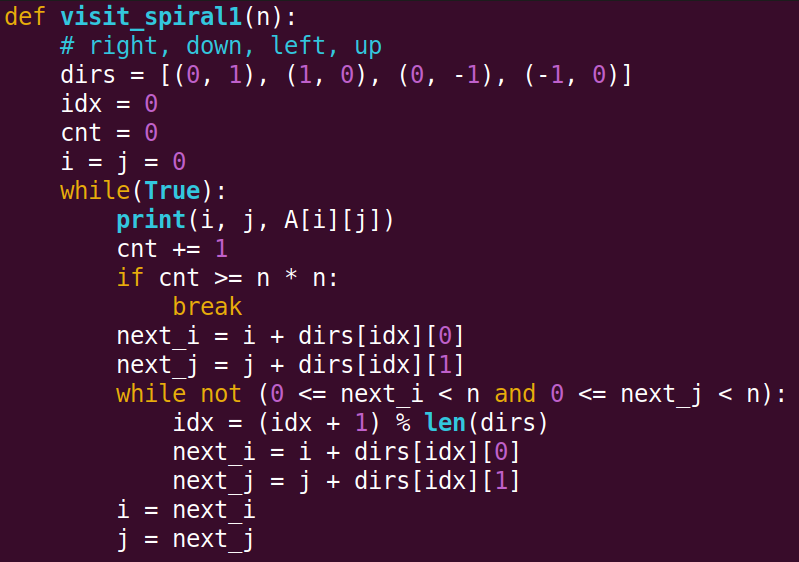 def visit_spiral1(n):
    # right, down, left, up
    dirs = [(0, 1), (1, 0), (0, -1), (-1, 0)]
    idx = 0
    cnt = 0
    i = j = 0
    while(True):
        print(i, j, A[i][j])
        cnt += 1
        if cnt >= n * n:
            break
        next_i = i + dirs[idx][0]
        next_j = j + dirs[idx][1]
        while not (0 <= next_i < n and 0 <= next_j < n):
            idx = (idx + 1) % len(dirs)
            next_i = i + dirs[idx][0]
            next_j = j + dirs[idx][1]
        i = next_i
        j = next_j